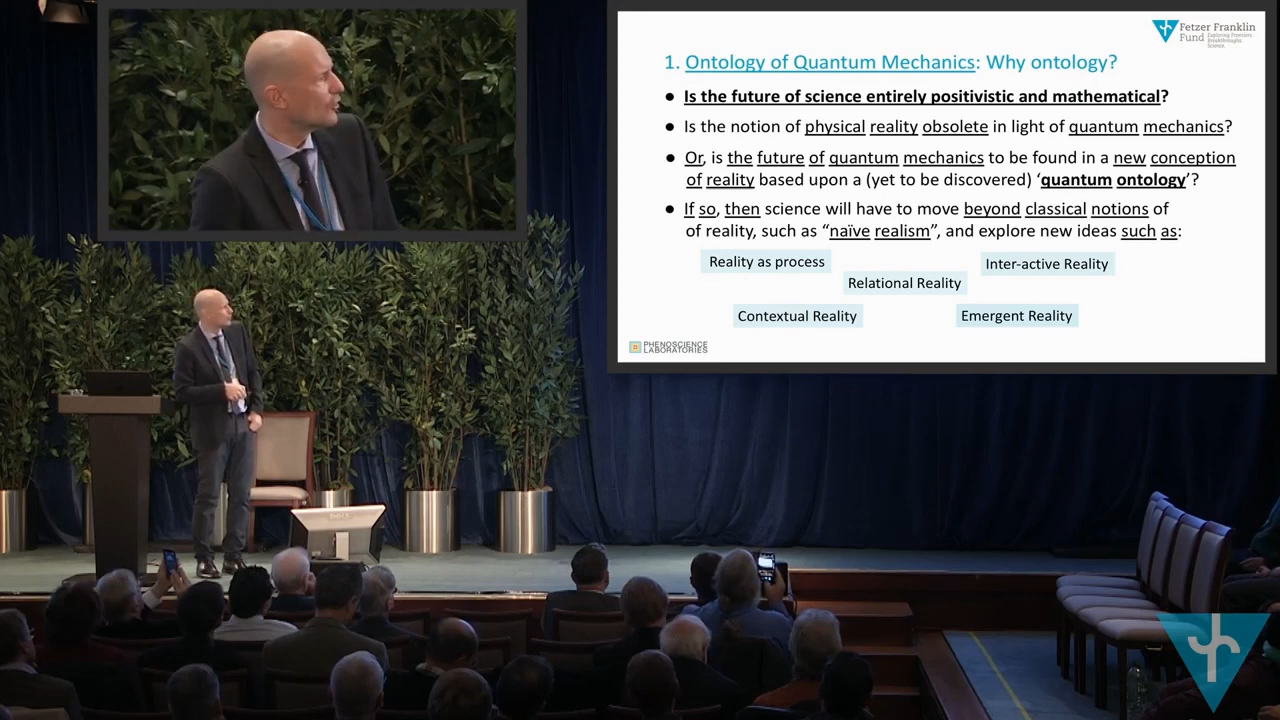 Fetzer Franklin
Fund Exploring Frontiers.
Breakthroughs
Science.
1. Ontology of Quantum Mechanics: Why ontology?
● Is the future of science entirely positivistic and mathematical?
● Is the notion of physical reality obsolete in light of quantum mechanics?
● Or, is the future of quantum mechanics to be found in a new conception
of reality based upon a (yet to be discovered) ‘quantum ontology’?
● If so, then science will have to move beyond classical notions of
of reality, such as “naïve realism”, and explore new ideas such as:
Reality as process
Inter-active Reality
Relational Reality
Contextual Reality
Emergent Reality
PHENOSCIENCE
LABORATORIES